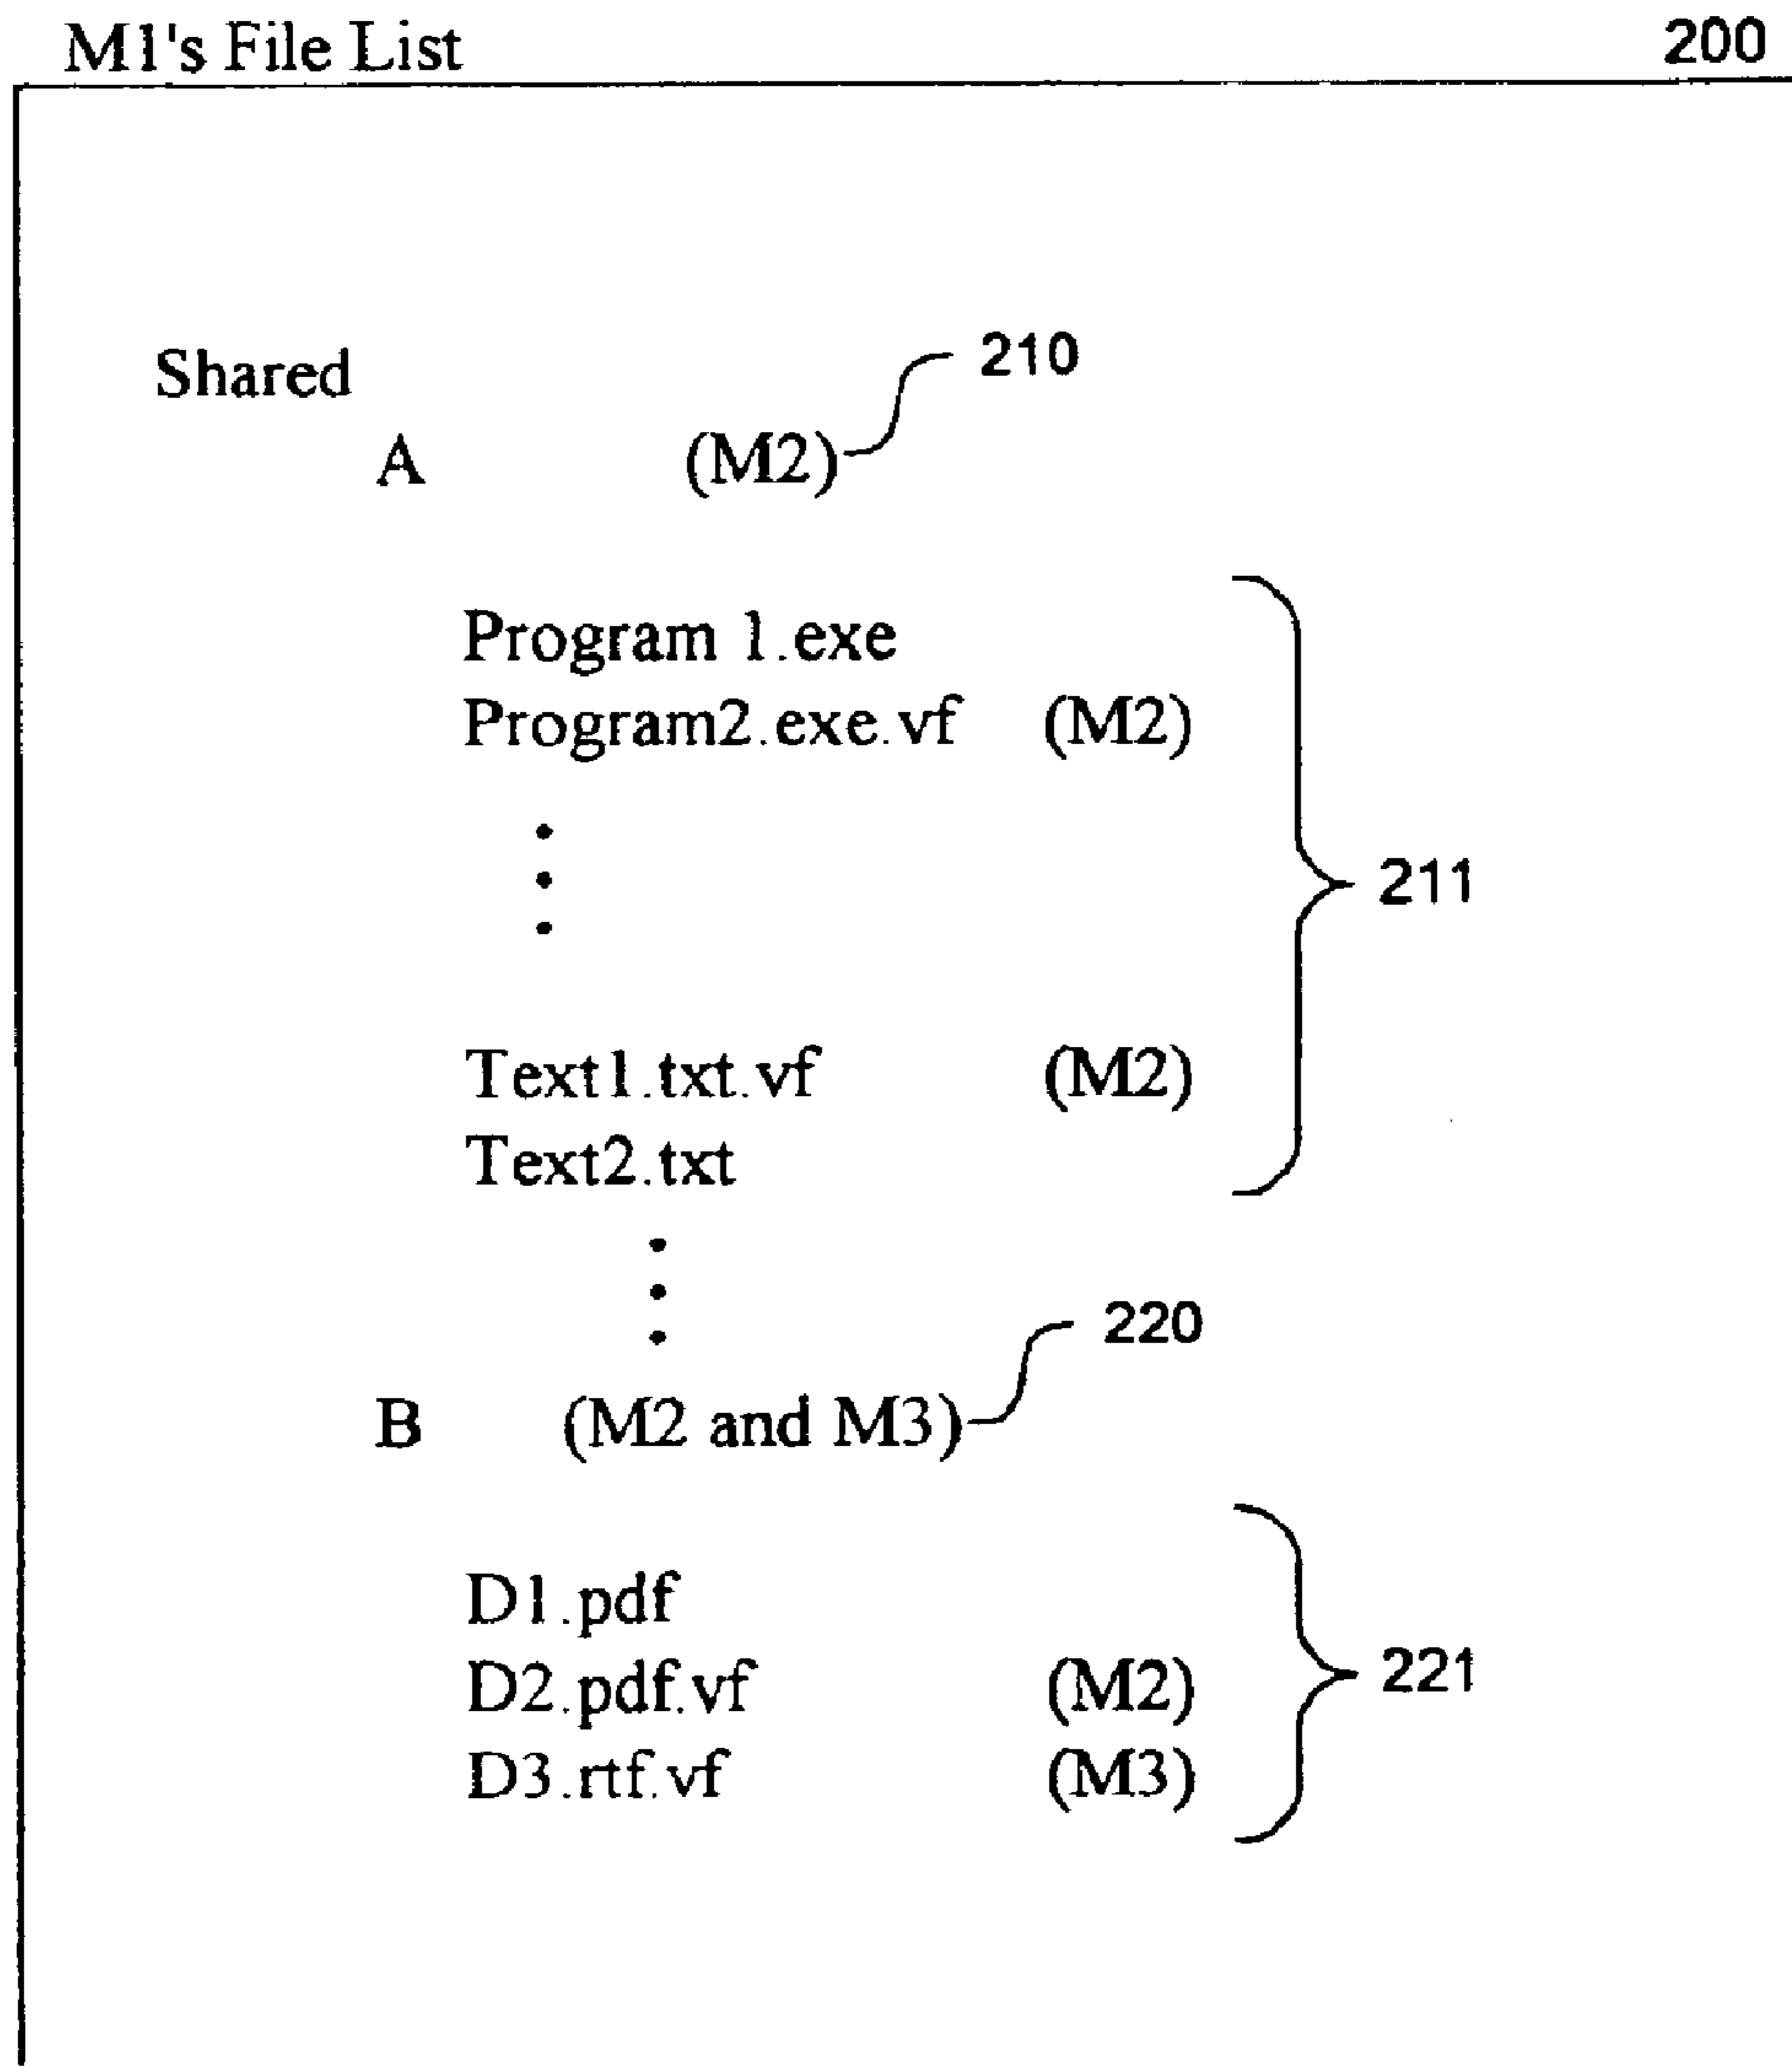 M1's File List 200
Shared
210
A (M2)
Program 1.exe
Program2.exe.vf (M2)
211
Text1.txt.vf (M2)
Text2.txt
220
B (M2 and M3)
D1.pdf
D2.pdf.vf (M2)
221
D3.rtf.vf (M3)